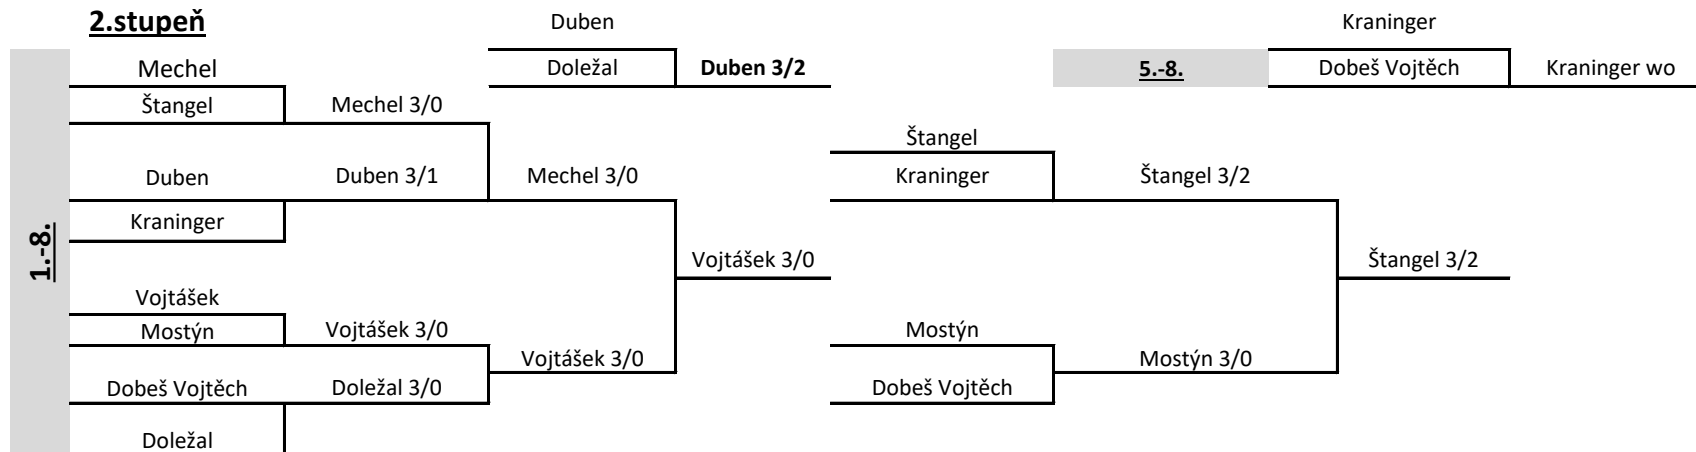 2.stupeň
Duben
Kraninger
Mechel
Doležal
Duben 3/2
5.-8.
Dobeš Vojtěch
Kraninger wo
Štangel
Mechel 3/0
Štangel
Duben
Duben 3/1
Mechel 3/0
Kraninger
Štangel 3/2
Kraninger
1.-8.
Vojtášek 3/0
Štangel 3/2
Vojtášek
Mostýn
Vojtášek 3/0
Mostýn
Vojtášek 3/0
Mostýn 3/0
Dobeš Vojtěch
Doležal 3/0
Dobeš Vojtěch
Doležal